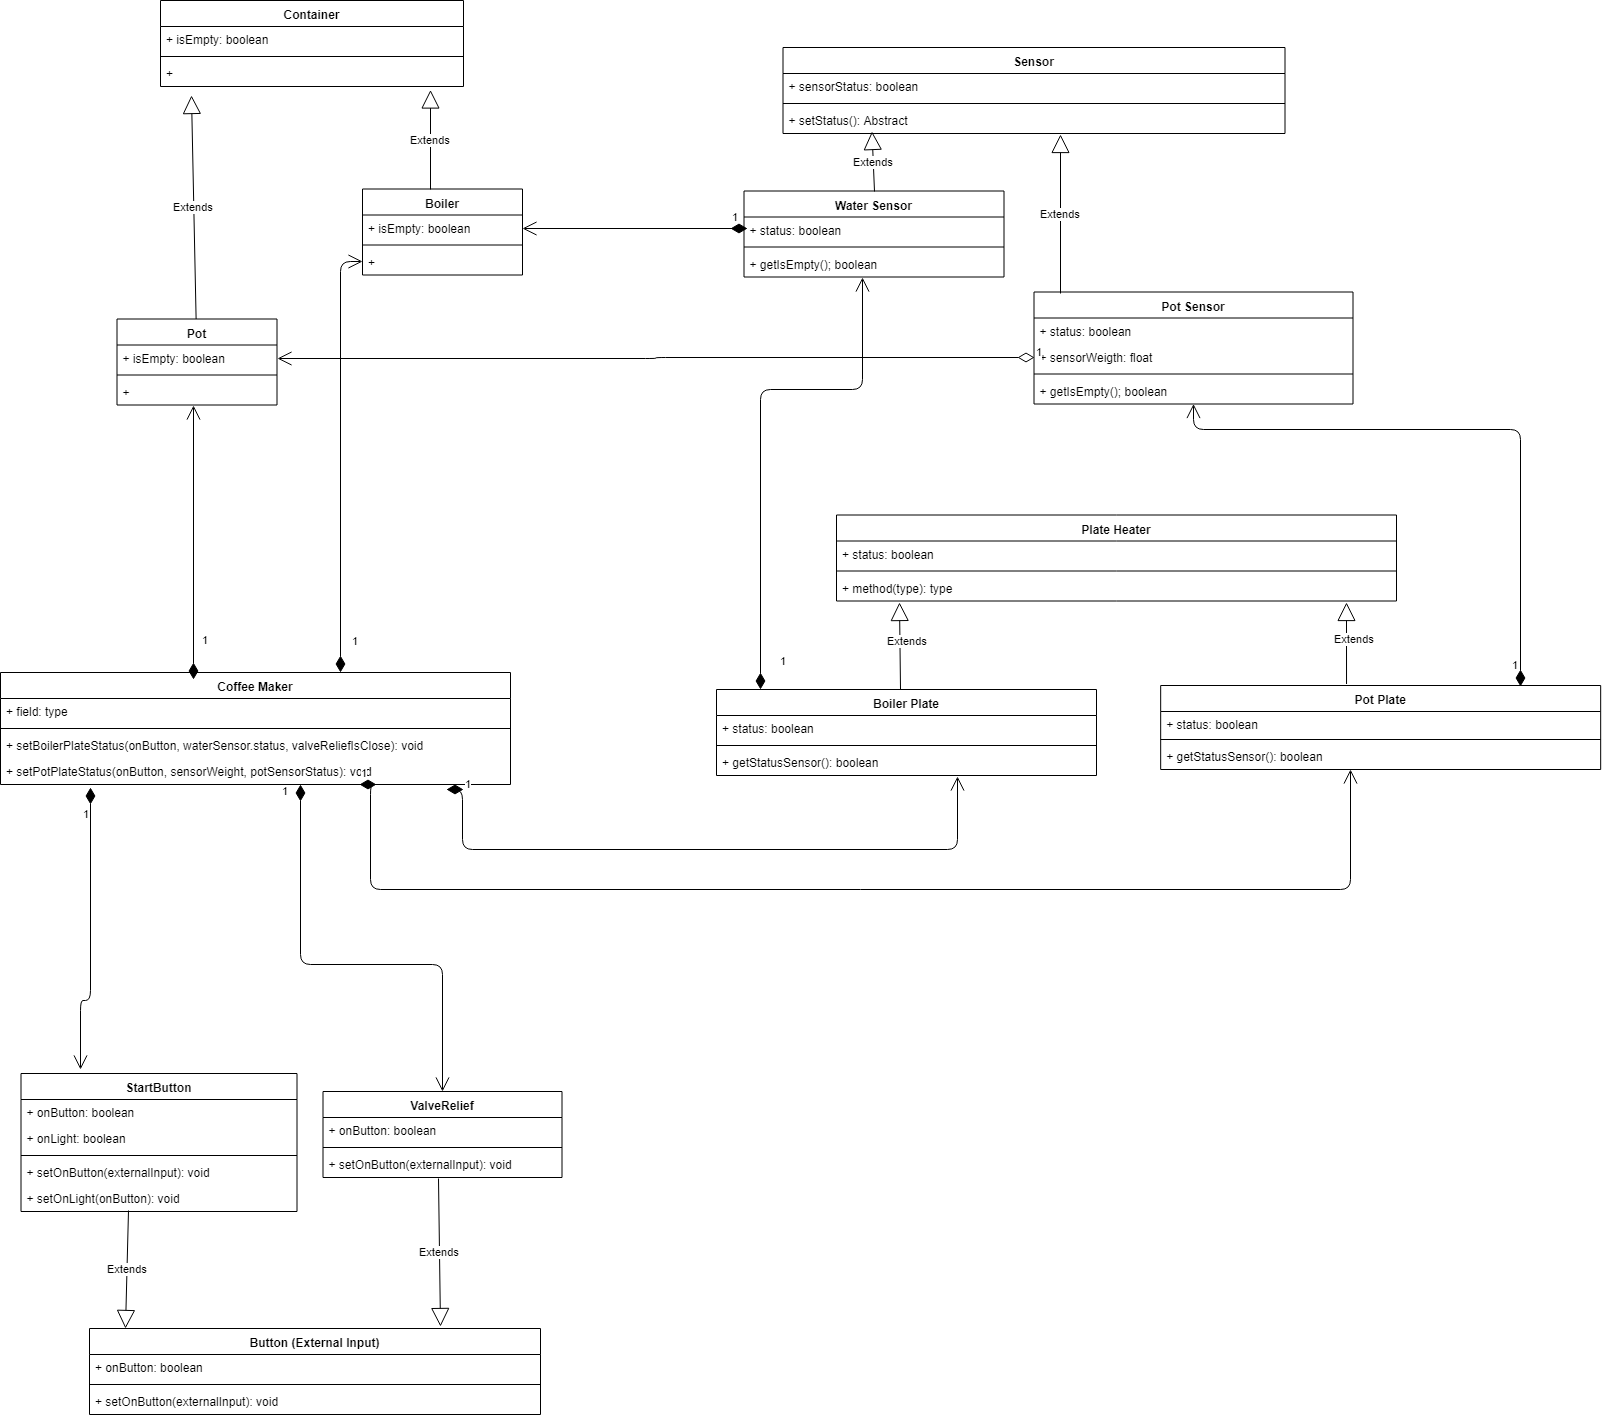 Container
+ isEmpty: boolean
+
Sensor
+ sensorStatus: boolean
+ setStatus(): Abstract
Extends
Extends
Extends
Extends
Boiler
+ isEmpty: boolean
+
1
Water Sensor
+ status: boolean
+ getIsEmpty(); boolean
Pot
+ isEmpty: boolean
+
Pot Sensor
+ status: boolean
1
+ sensorWeigth: float
+ getIsEmpty(); boolean
Plate Heater
+ status: boolean
+ method(type): type
Extends
Extends
1
1
1
1
Coffee Maker
+ field: type
+ setBoilerPlateStatus(onButton, waterSensor.status, valveReliefIsClose): void
+ setPotPlateStatus(onButton, sensorWeight, potSensorStatus): void
Boiler Plate
+ status: boolean
+ getStatusSensor(): boolean
Pot Plate
+ status: boolean
+ getStatusSensor(): boolean
1
1
1
1
StartButton
+ onButton: boolean
+ onLight: boolean
+ setOnButton(externalInput): void
+ setOnLight(onButton): void
ValveRelief
+ onButton: boolean
+ setOnButton(externalInput): void
Extends
Extends
Button (External Input)
+ onButton: boolean
+ setOnButton(externalInput): void